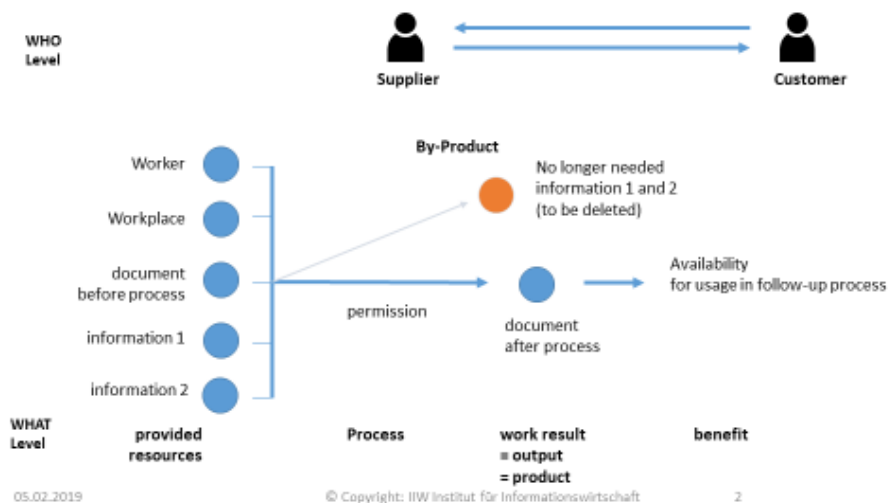 WHO
Level
Supplier
Customer
By-Product
Worker
No longer needed
information 1 and 2
(to be deleted)
Workplace
document
before process
Availability
for usage in follow-up process
permission
document
after process
information 1
information 2
WHAT
Level
provided
resources
Process
work result
= output
= product
benefit
05.02.2019
© Copyright: IIW Institut für Informationswirtschaft
2